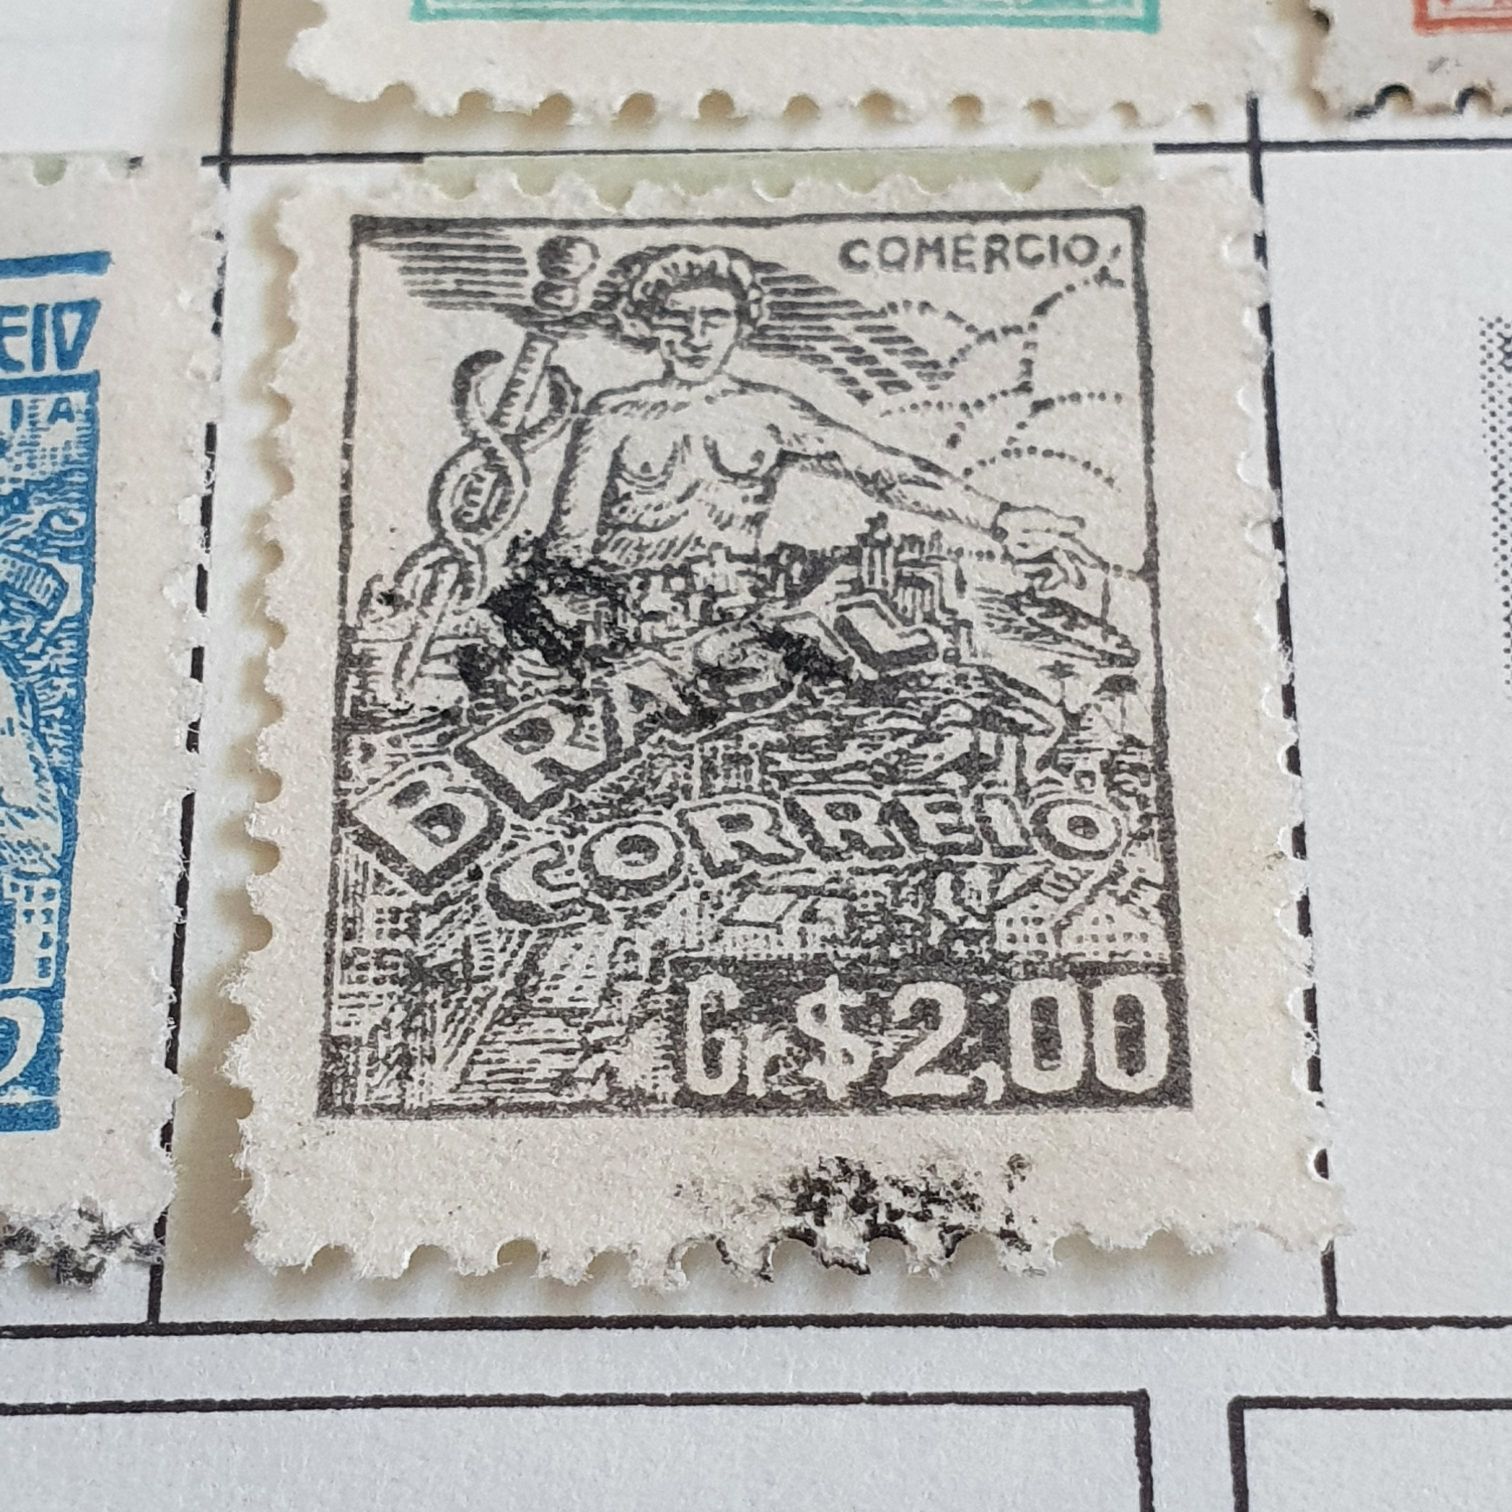 COMERCIO
BRASIL
CORREIO
Cr$2,00